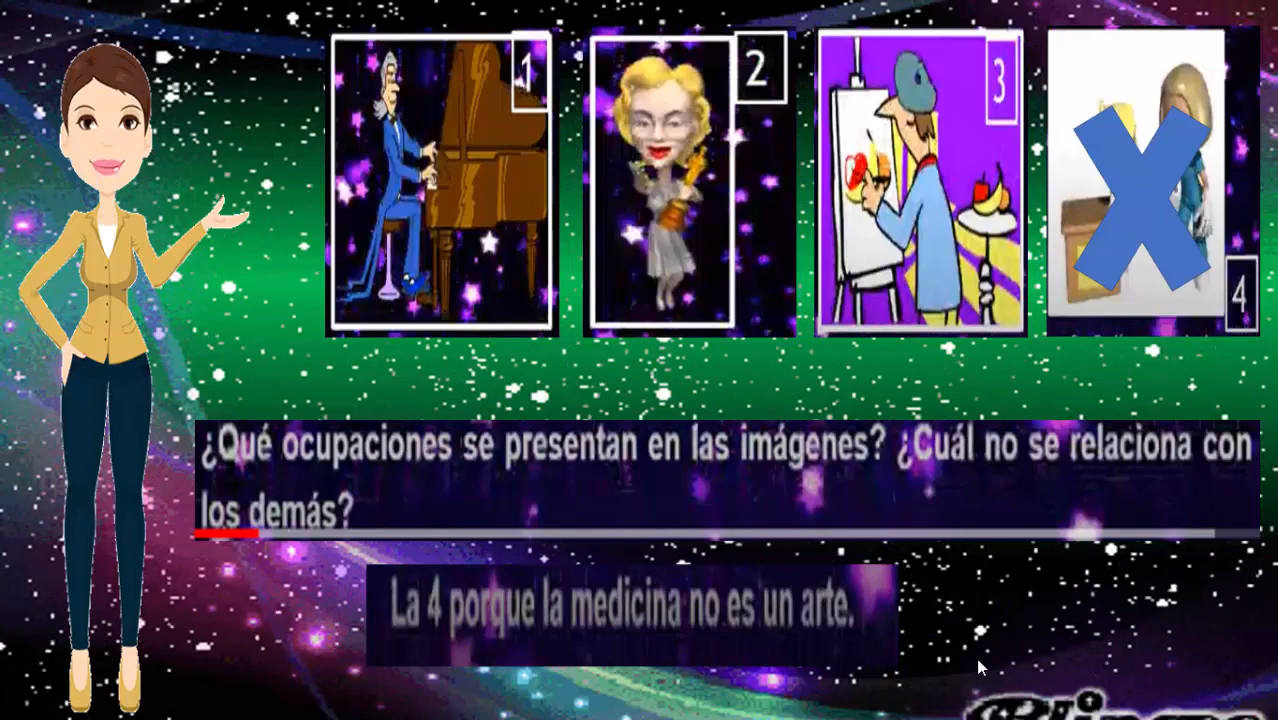 1
2
3
4
¿Qué ocupaciones se presentan en las imágenes? ¿Cuál no se relaciona con
los demás?
La 4 porque la medicina no es un arte.